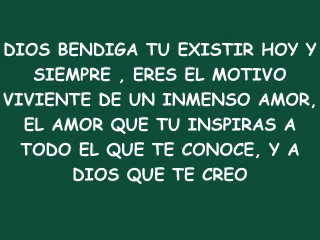 DIOS BENDIGA TU EXISTIR HOY Y
SIEMPRE , ERES EL MOTIVO
VIVIENTE DE UN INMENSO AMOR,
EL AMOR QUE TU INSPIRAS A
TODO EL QUE TE CONOCE, Y A
DIOS QUE TE CREO